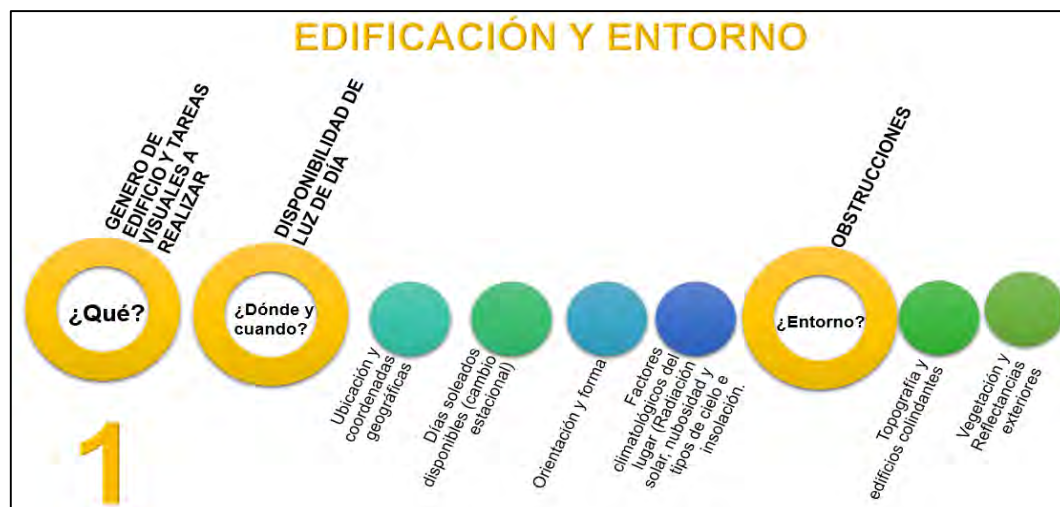 EDIFICACIÓN Y ENTORNO
GENERO DE
EDIFICIO Y TAREAS
VISUALES A
REALIZAR
¿Qué?
DISPONIBILIDAD DE
LUZ DE DÍA
¿Dónde y
cuando?
Ubicación y
coordenadas
geográficas
Días soleados
disponibles (cambio
estacional)
Orientación y forma
Factores
climatológicos del
lugar (Radiación
solar, nubosidad y
tipos de cielo e
insolación.
OBSTRUCCIONES
¿Entorno?
Topografía y
edificios colindantes
Vegetación y
Reflectancias
exteriores
1